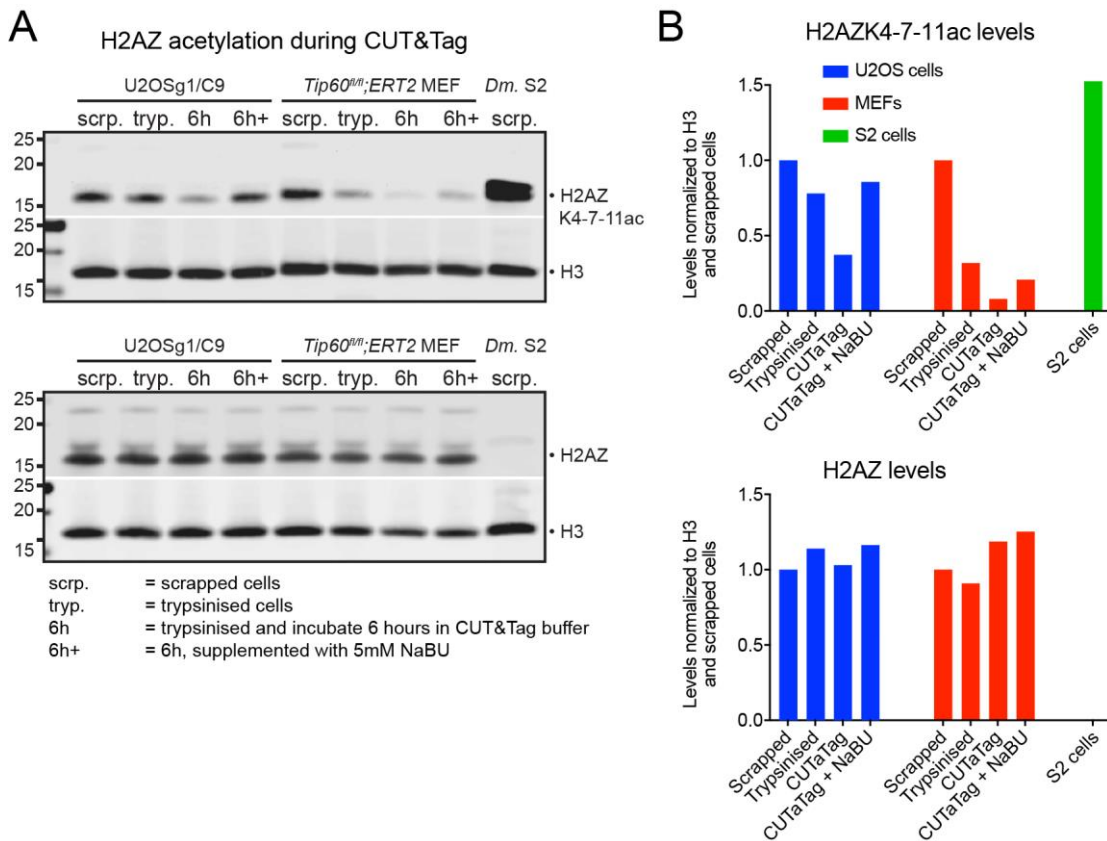 A
H2AZ acetylation during CUT&Tag
U2OSg1/C9 Tip60fl/fl;ERT2 MEF Dm. S2
scrp. tryp. 6h 6h+ scrp. tryp. 6h 6h+ scrp.
25
20
15
• H2AZ
K4-7-11ac
25
20
15
• H3
U2OSg1/C9 Tip60fl/fl;ERT2 MEF Dm. S2
scrp. tryp. 6h 6h+ scrp. tryp. 6h 6h+ scrp.
25
20
15
• H2AZ
25
20
15
• H3
scrp. = scrapped cells
tryp. = trypsinised cells
6h = trypsinised and incubate 6 hours in CUT&Tag buffer
6h+ = 6h, supplemented with 5mM NaBU
B
H2AZK4-7-11ac levels
U2OS cells
MEFs
S2 cells
Levels normalized to H3
and scrapped cells
1.5
1.0
0.5
0.0
Scrapped
Trypsinised
CUTaTag
CUTaTag + NaBU
Scrapped
Trypsinised
CUTaTag
CUTaTag + NaBU
S2 cells
H2AZ levels
Levels normalized to H3
and scrapped cells
1.5
1.0
0.5
0.0
Scrapped
Trypsinised
CUTaTag
CUTaTag + NaBU
Scrapped
Trypsinised
CUTaTag
CUTaTag + NaBU
S2 cells